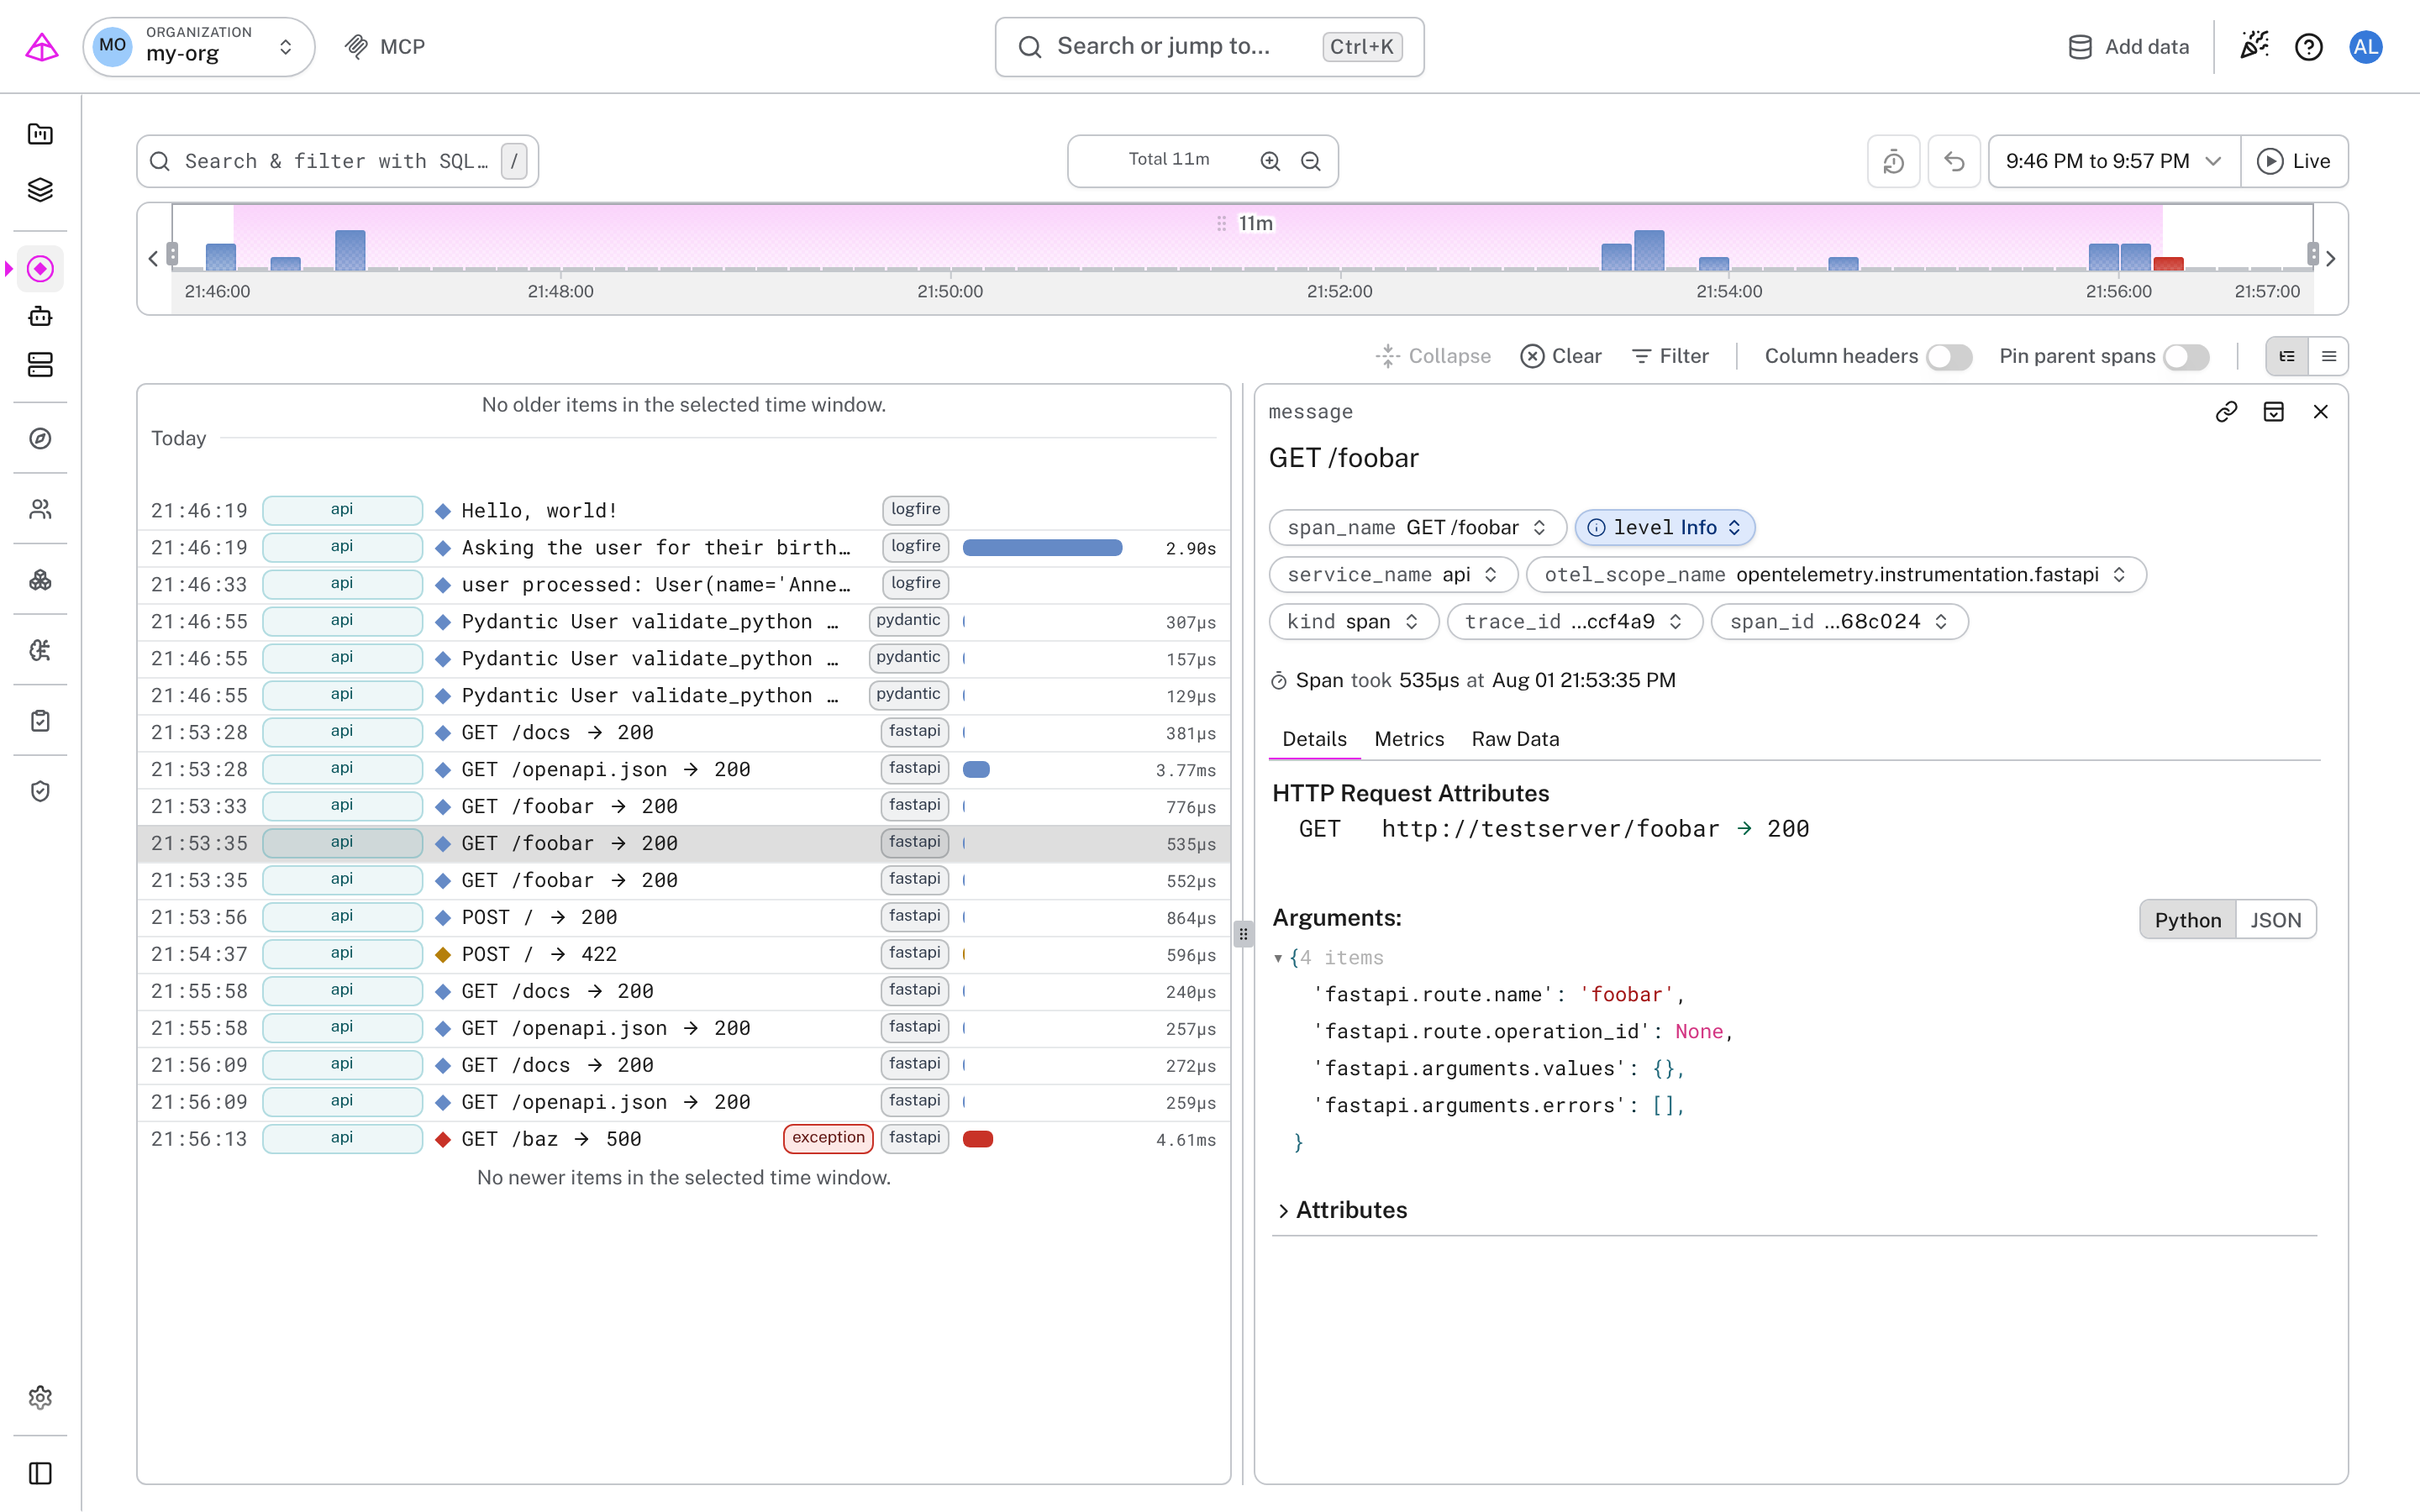 MO
ORGANIZATION
my-org
MCP
Search or jump to...
Ctrl+K
Add data
AL
Search & filter with SQL…
/
Total 11m
9:46 PM to 9:57 PM
Live
11m
21:46:00
21:48:00
21:50:00
21:52:00
21:54:00
21:56:00
21:57:00
Collapse
Clear
Filter
Column headers
Pin parent spans
No older items in the selected time window.
Today
21:46:19 api Hello, world! logfire
21:46:19 api Asking the user for their birth… logfire 2.90s
21:46:33 api user processed: User(name='Anne… logfire
21:46:55 api Pydantic User validate_python … pydantic 307µs
21:46:55 api Pydantic User validate_python … pydantic 157µs
21:46:55 api Pydantic User validate_python … pydantic 129µs
21:53:28 api GET /docs → 200 fastapi 381µs
21:53:28 api GET /openapi.json → 200 fastapi 3.77ms
21:53:33 api GET /foobar → 200 fastapi 776µs
21:53:35 api GET /foobar → 200 fastapi 535µs
21:53:35 api GET /foobar → 200 fastapi 552µs
21:53:56 api POST / → 200 fastapi 864µs
21:54:37 api POST / → 422 fastapi 596µs
21:55:58 api GET /docs → 200 fastapi 240µs
21:55:58 api GET /openapi.json → 200 fastapi 257µs
21:56:09 api GET /docs → 200 fastapi 272µs
21:56:09 api GET /openapi.json → 200 fastapi 259µs
21:56:13 api GET /baz → 500 exception fastapi 4.61ms
No newer items in the selected time window.
message
GET /foobar
span_name GET /foobar
level Info
service_name api
otel_scope_name opentelemetry.instrumentation.fastapi
kind span
trace_id ...ccf4a9
span_id ...68c024
Span took 535µs at Aug 01 21:53:35 PM
Details
Metrics
Raw Data
HTTP Request Attributes
GET http://testserver/foobar → 200
Arguments:
Python
JSON
{4 items
'fastapi.route.name': 'foobar',
'fastapi.route.operation_id': None,
'fastapi.arguments.values': {},
'fastapi.arguments.errors': [],
}
Attributes